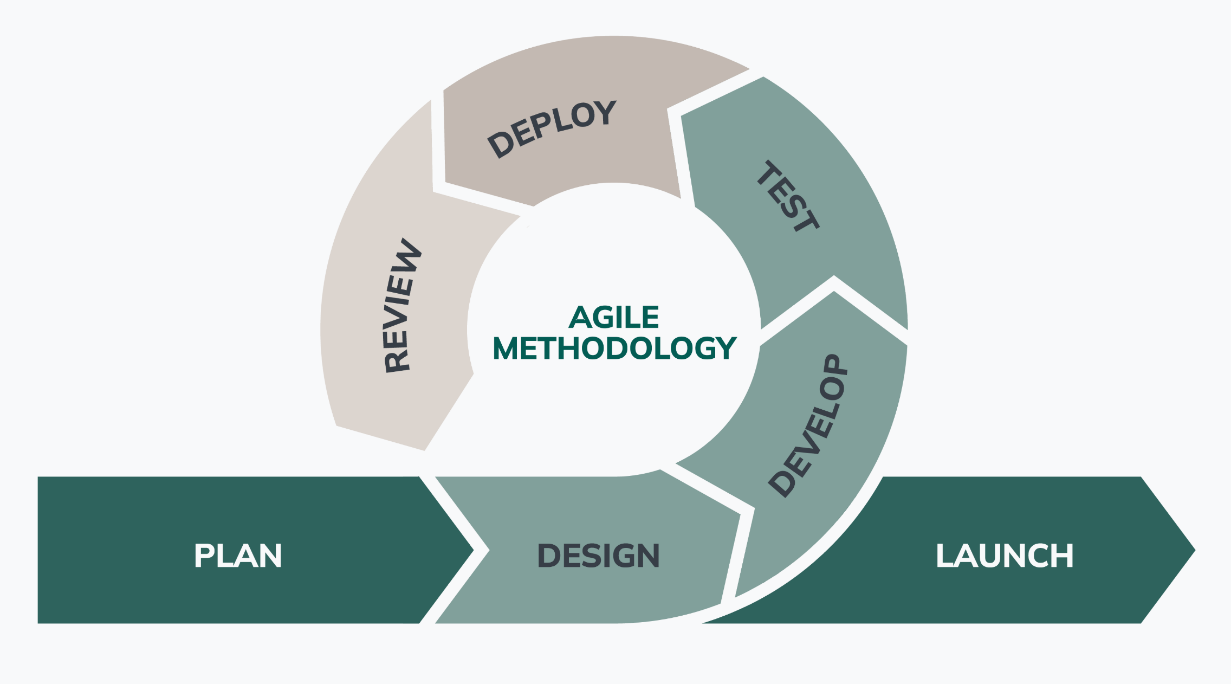 DEPLOY
TEST
REVIEW
AGILE
METHODOLOGY
DEVELOP
PLAN
DESIGN
LAUNCH